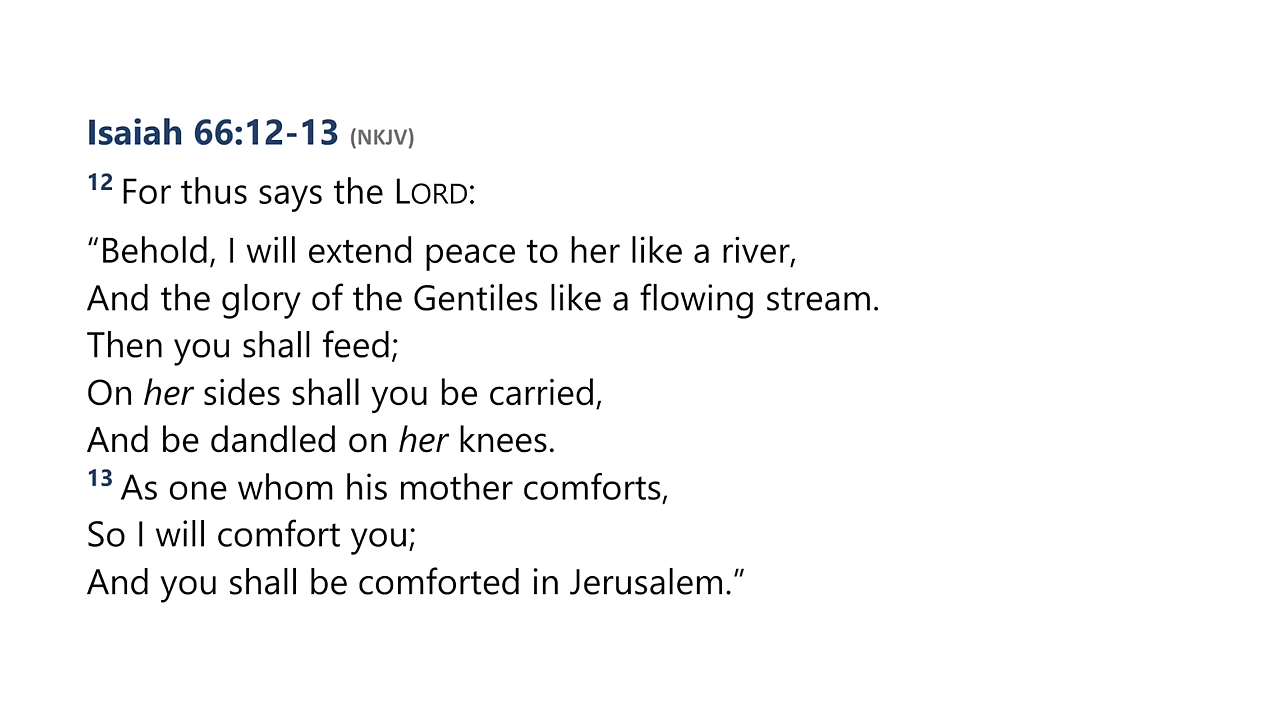 Isaiah 66:12-13 (NKJV)
12 For thus says the LORD:
“Behold, I will extend peace to her like a river,
And the glory of the Gentiles like a flowing stream.
Then you shall feed;
On her sides shall you be carried,
And be dandled on her knees.
13 As one whom his mother comforts,
So I will comfort you;
And you shall be comforted in Jerusalem.”